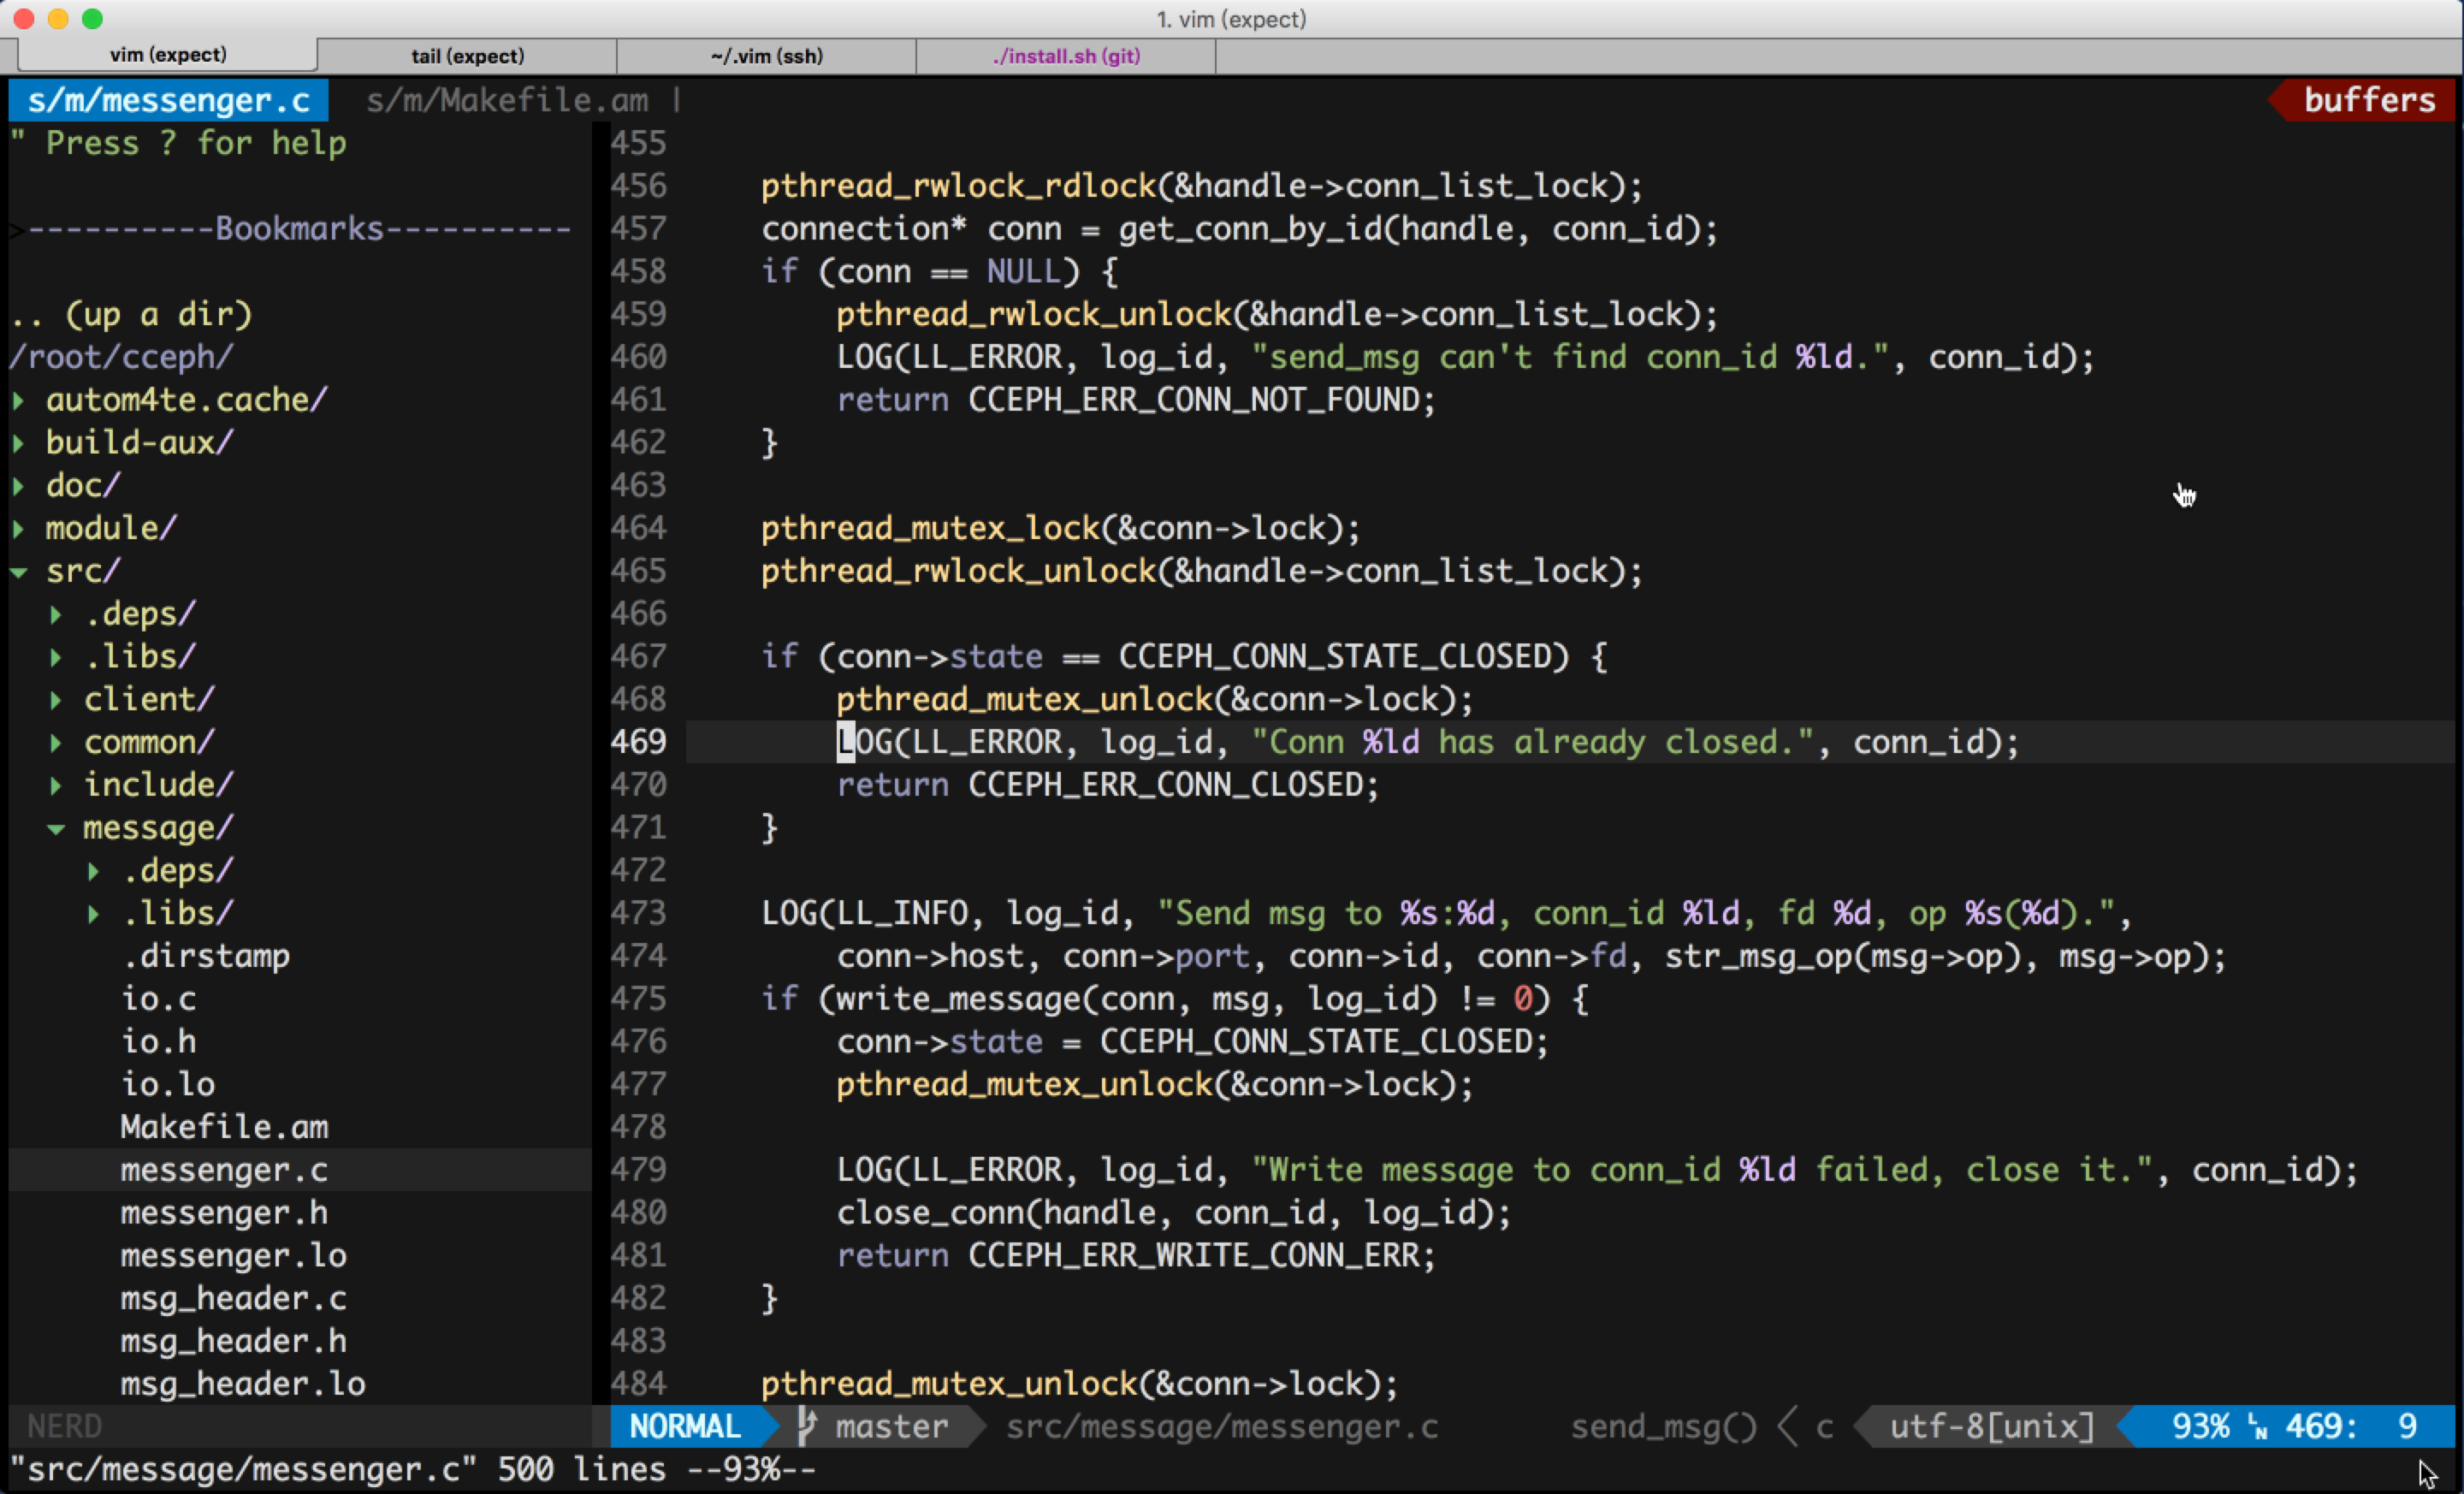 1. vim (expect)
vim (expect)
tail (expect)
~/.vim (ssh)
./install.sh (git)
s/m/messenger.c s/m/Makefile.am | buffers
" Press ? for help
>----------Bookmarks----------
.. (up a dir)
/root/cceph/
▸ autom4te.cache/
▸ build-aux/
▸ doc/
▸ module/
▾ src/
▸ .deps/
▸ .libs/
▸ client/
▸ common/
▸ include/
▾ message/
▸ .deps/
▸ .libs/
.dirstamp
io.c
io.h
io.lo
Makefile.am
messenger.c
messenger.h
messenger.lo
msg_header.c
msg_header.h
msg_header.lo
455
456     pthread_rwlock_rdlock(&handle->conn_list_lock);
457     connection* conn = get_conn_by_id(handle, conn_id);
458     if (conn == NULL) {
459         pthread_rwlock_unlock(&handle->conn_list_lock);
460         LOG(LL_ERROR, log_id, "send_msg can't find conn_id %ld.", conn_id);
461         return CCEPH_ERR_CONN_NOT_FOUND;
462     }
463
464     pthread_mutex_lock(&conn->lock);
465     pthread_rwlock_unlock(&handle->conn_list_lock);
466
467     if (conn->state == CCEPH_CONN_STATE_CLOSED) {
468         pthread_mutex_unlock(&conn->lock);
469         LOG(LL_ERROR, log_id, "Conn %ld has already closed.", conn_id);
470         return CCEPH_ERR_CONN_CLOSED;
471     }
472
473     LOG(LL_INFO, log_id, "Send msg to %s:%d, conn_id %ld, fd %d, op %s(%d).",
474         conn->host, conn->port, conn->id, conn->fd, str_msg_op(msg->op), msg->op);
475     if (write_message(conn, msg, log_id) != 0) {
476         conn->state = CCEPH_CONN_STATE_CLOSED;
477         pthread_mutex_unlock(&conn->lock);
478
479         LOG(LL_ERROR, log_id, "Write message to conn_id %ld failed, close it.", conn_id);
480         close_conn(handle, conn_id, log_id);
481         return CCEPH_ERR_WRITE_CONN_ERR;
482     }
483
484     pthread_mutex_unlock(&conn->lock);
NERD
NORMAL master src/message/messenger.c send_msg() < c utf-8[unix] 93% LN 469: 9
"src/message/messenger.c" 500 lines --93%--